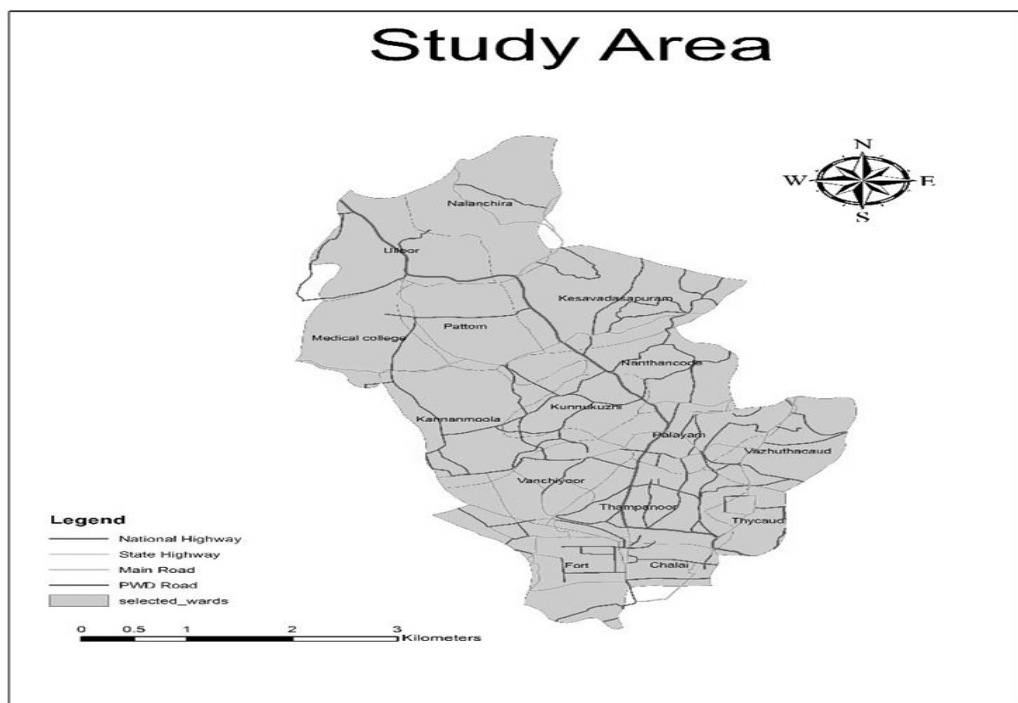 Study Area
N
W E
S
Nalanchira
Ulloor
Kesavadasapuram
Pattom
Medical college
Nanthancode
Kunnukuzhi
Kannanmoola
Palayam
Vazhuthacaud
Vanchiyoor
Thampanoor
Thycaud
Fort
Chalai
Legend
National Highway
State Highway
Main Road
PWD Road
selected_wards
0 0.5 1 2 3
Kilometers